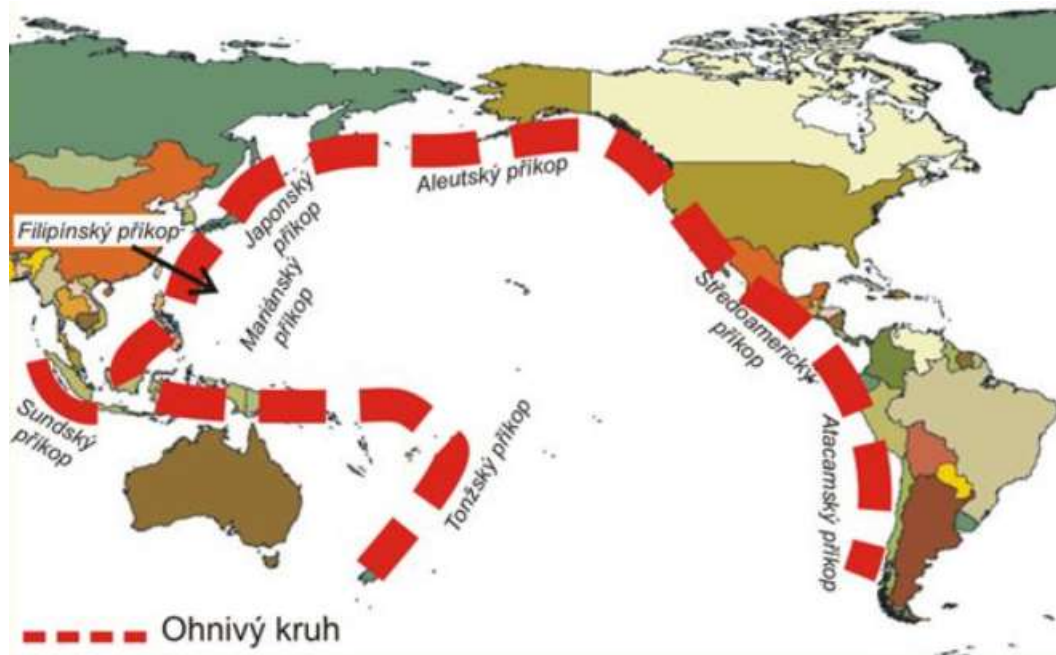 Aleutský příkop
Japonský
příkop
Filipínský příkop
Mariánský
příkop
Středoamerický
příkop
Sundský
příkop
Tonžský příkop
Atacamský příkop
Ohnivý kruh